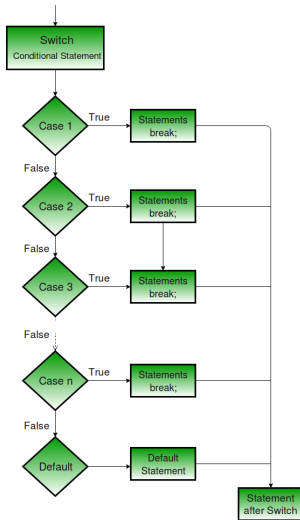 Switch
Conditional Statement
Case 1
True
Statements
break;
False
Case 2
True
Statements
break;
False
Case 3
Statements
break;
False
Case n
True
Statements
break;
False
Default
Default
Statement
Statement
after Switch